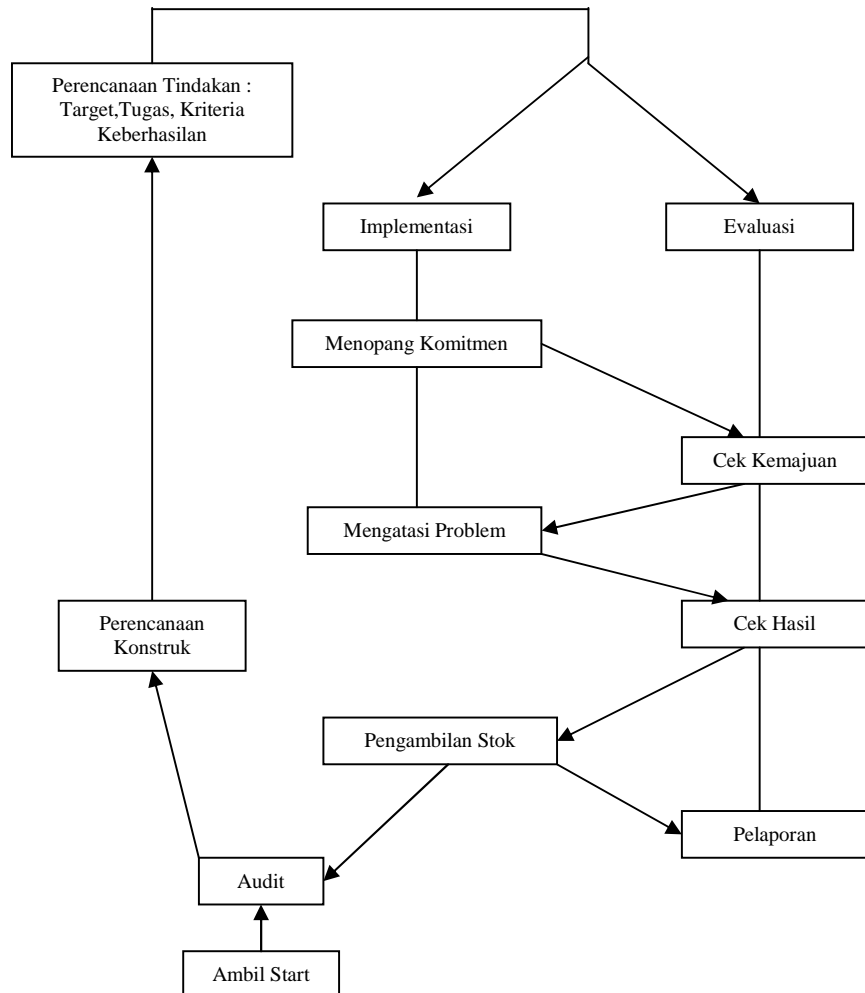 Perencanaan Tindakan :
Target,Tugas, Kriteria
Keberhasilan
Implementasi
Evaluasi
Menopang Komitmen
Cek Kemajuan
Mengatasi Problem
Perencanaan
Konstruk
Cek Hasil
Pengambilan Stok
Pelaporan
Audit
Ambil Start